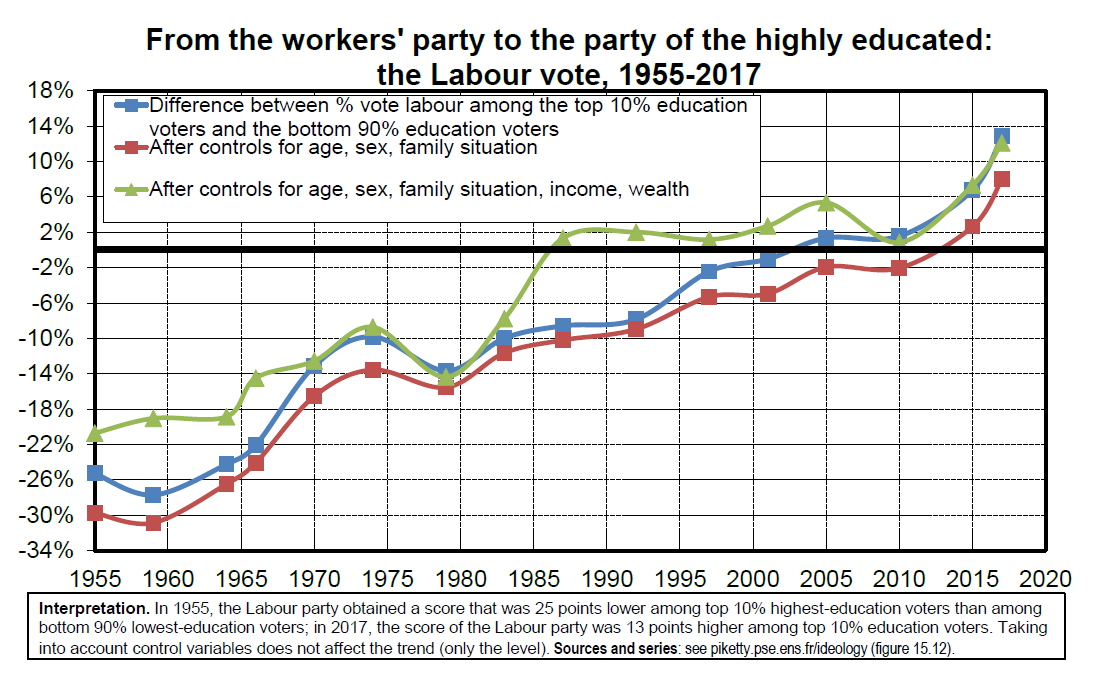 From the workers' party to the party of the highly educated:
the Labour vote, 1955-2017
18%
14%
10%
6%
2%
-2%
-6%
-10%
-14%
-18%
-22%
-26%
-30%
-34%
Difference between % vote labour among the top 10% education
voters and the bottom 90% education voters
After controls for age, sex, family situation
After controls for age, sex, family situation, income, wealth
1955 1960 1965 1970 1975 1980 1985 1990 1995 2000 2005 2010 2015 2020
Interpretation. In 1955, the Labour party obtained a score that was 25 points lower among top 10% highest-education voters than among
bottom 90% lowest-education voters; in 2017, the score of the Labour party was 13 points higher among top 10% education voters. Taking
into account control variables does not affect the trend (only the level). Sources and series: see piketty.pse.ens.fr/ideology (figure 15.12).